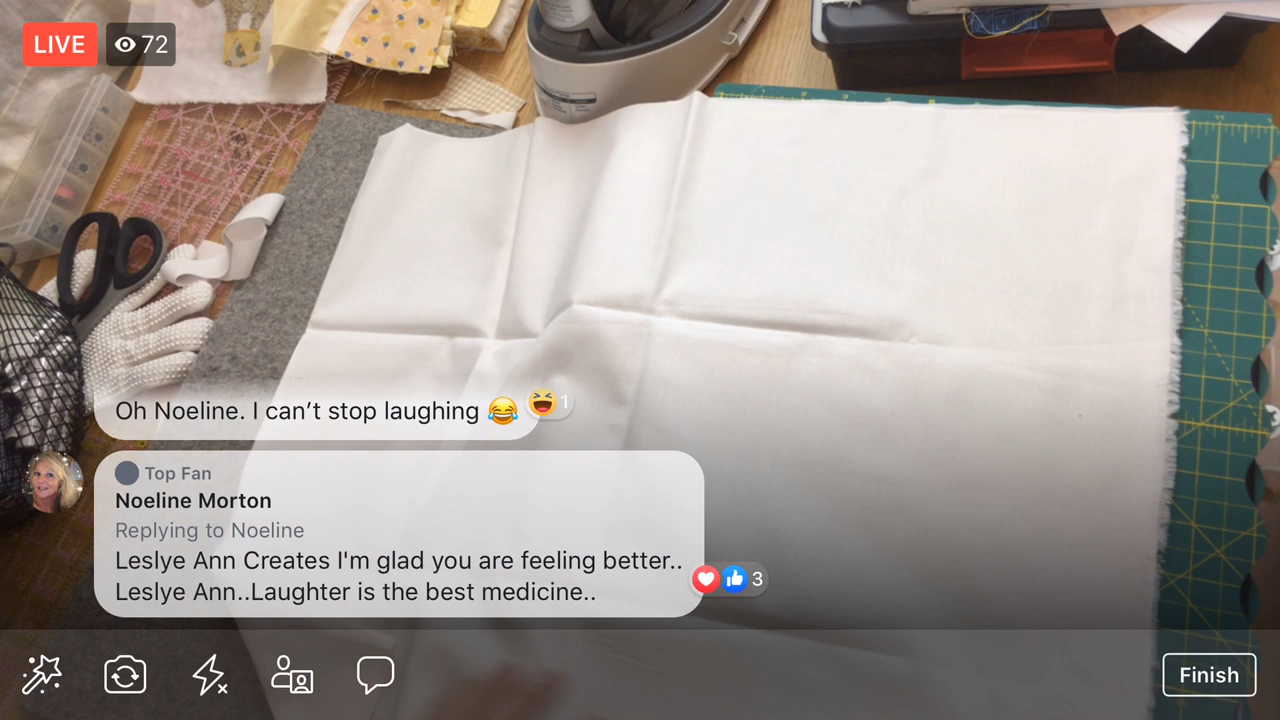 LIVE
72
Oh Noeline. I can't stop laughing 😂
1
Top Fan
Noeline Morton
Replying to Noeline
Leslye Ann Creates I'm glad you are feeling better..
Leslye Ann..Laughter is the best medicine..
3
Finish